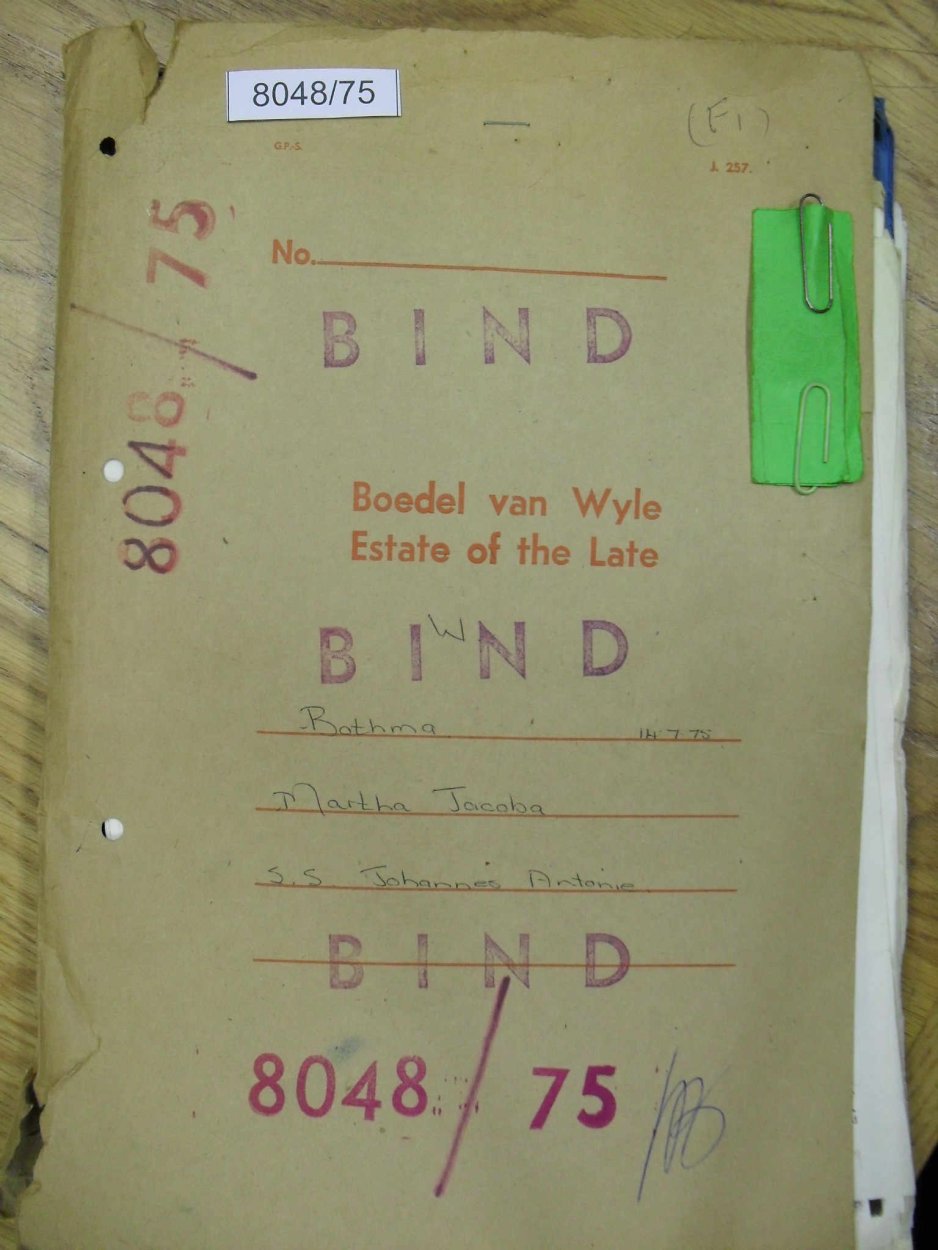 8048/75
(F1)
G.P.-S.
J. 257.
8048/75
No.
BIND
Boedel van Wyle
Estate of the Late
BIND
W
Bothma 14.7.75
Martha Jacoba
S.S. Johannes Antonie
BIND
8048/75